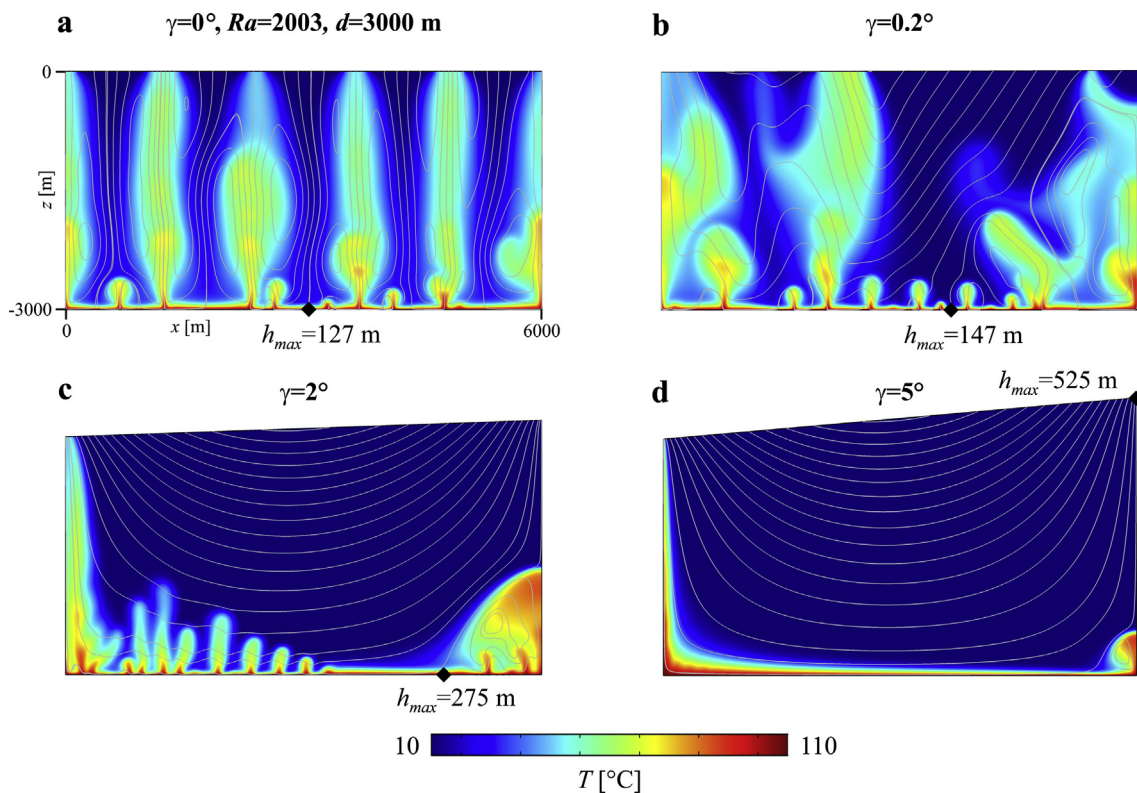 a γ=0°, Ra=2003, d=3000 m
b γ=0.2°
0
z [m]
-3000
0 x [m] 6000
h_max=127 m
h_max=147 m
c γ=2°
d γ=5° h_max=525 m
h_max=275 m
10 110
T [°C]